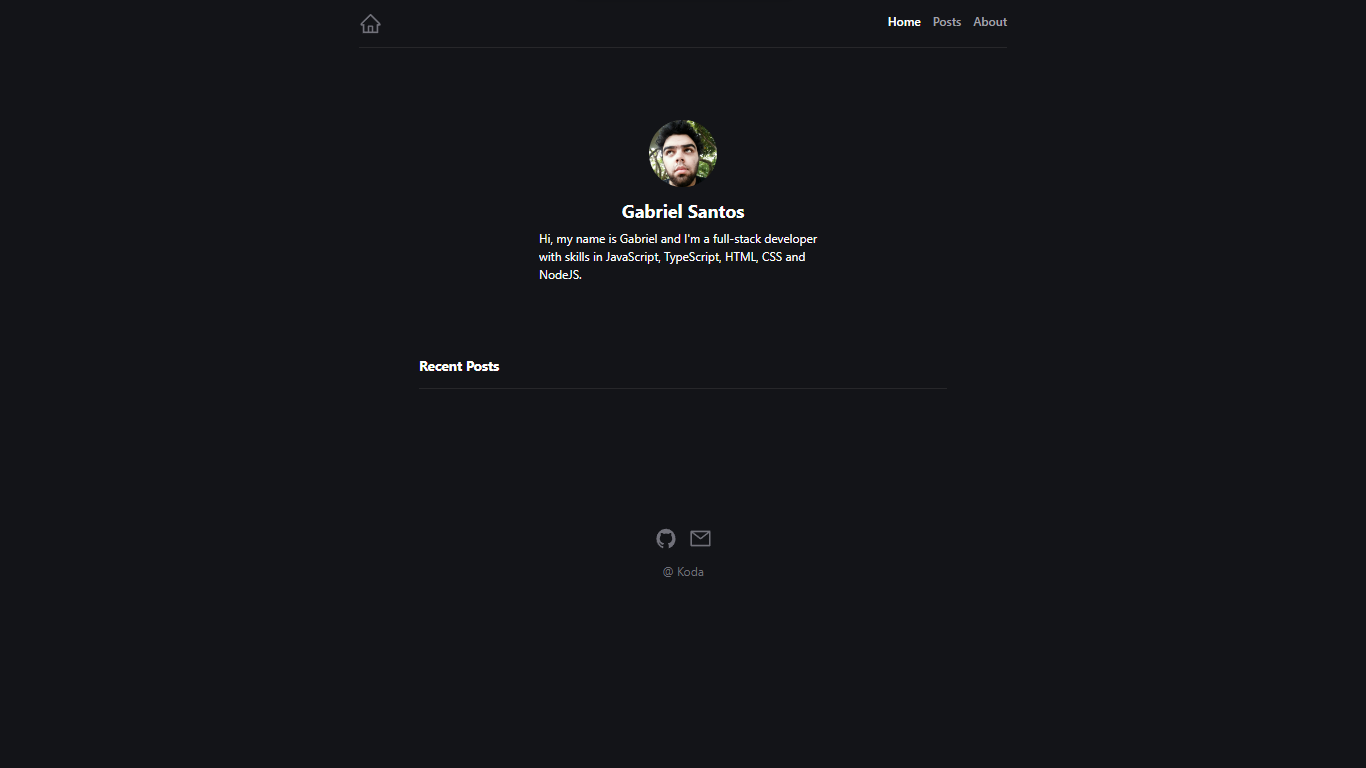 Home Posts About
Gabriel Santos
Hi, my name is Gabriel and I'm a full-stack developer
with skills in JavaScript, TypeScript, HTML, CSS and
NodeJS.
Recent Posts
@ Koda